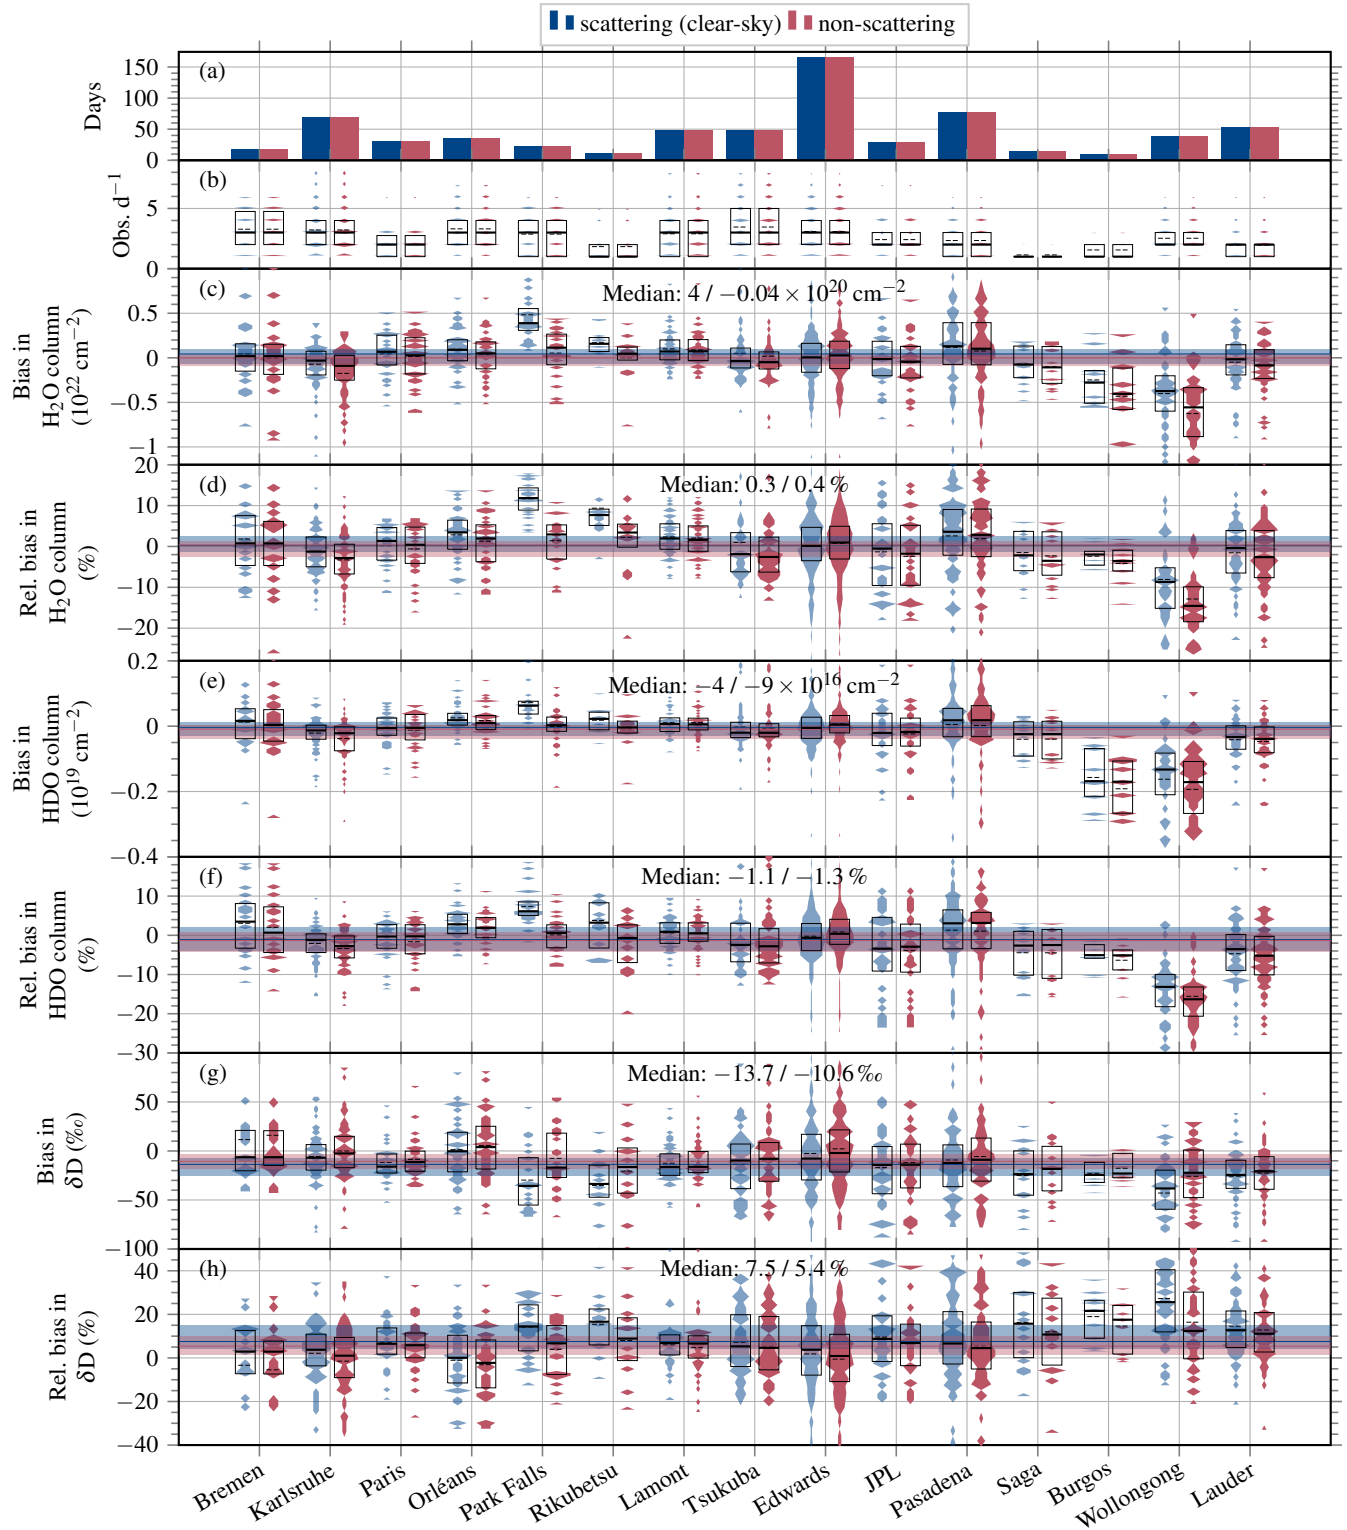 scattering (clear-sky) non-scattering
(a)
Days
150
100
50
0
(b)
Obs. d⁻¹
5
0
(c)
Median: 4 / −0.04 × 10²⁰ cm⁻²
Bias in
H₂O column
(10²² cm⁻²)
0.5
0
−0.5
−1
(d)
Median: 0.3 / 0.4 %
Rel. bias in
H₂O column
(%)
20
10
0
−10
−20
(e)
Median: −4 / −9 × 10¹⁶ cm⁻²
Bias in
HDO column
(10¹⁹ cm⁻²)
0.2
0
−0.2
−0.4
(f)
Median: −1.1 / −1.3 %
Rel. bias in
HDO column
(%)
10
0
−10
−20
−30
(g)
Median: −13.7 / −10.6 ‰
Bias in
δD (‰)
50
0
−50
−100
(h)
Median: 7.5 / 5.4 %
Rel. bias in
δD (%)
40
20
0
−20
−40
Bremen
Karlsruhe
Paris
Orléans
Park Falls
Rikubetsu
Lamont
Tsukuba
Edwards
JPL
Pasadena
Saga
Burgos
Wollongong
Lauder